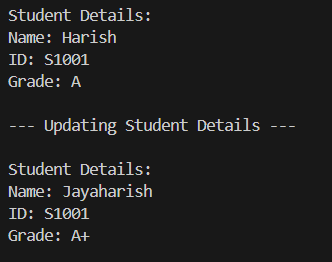 Student Details:
Name: Harish
ID: S1001
Grade: A
--- Updating Student Details ---
Student Details:
Name: Jayaharish
ID: S1001
Grade: A+